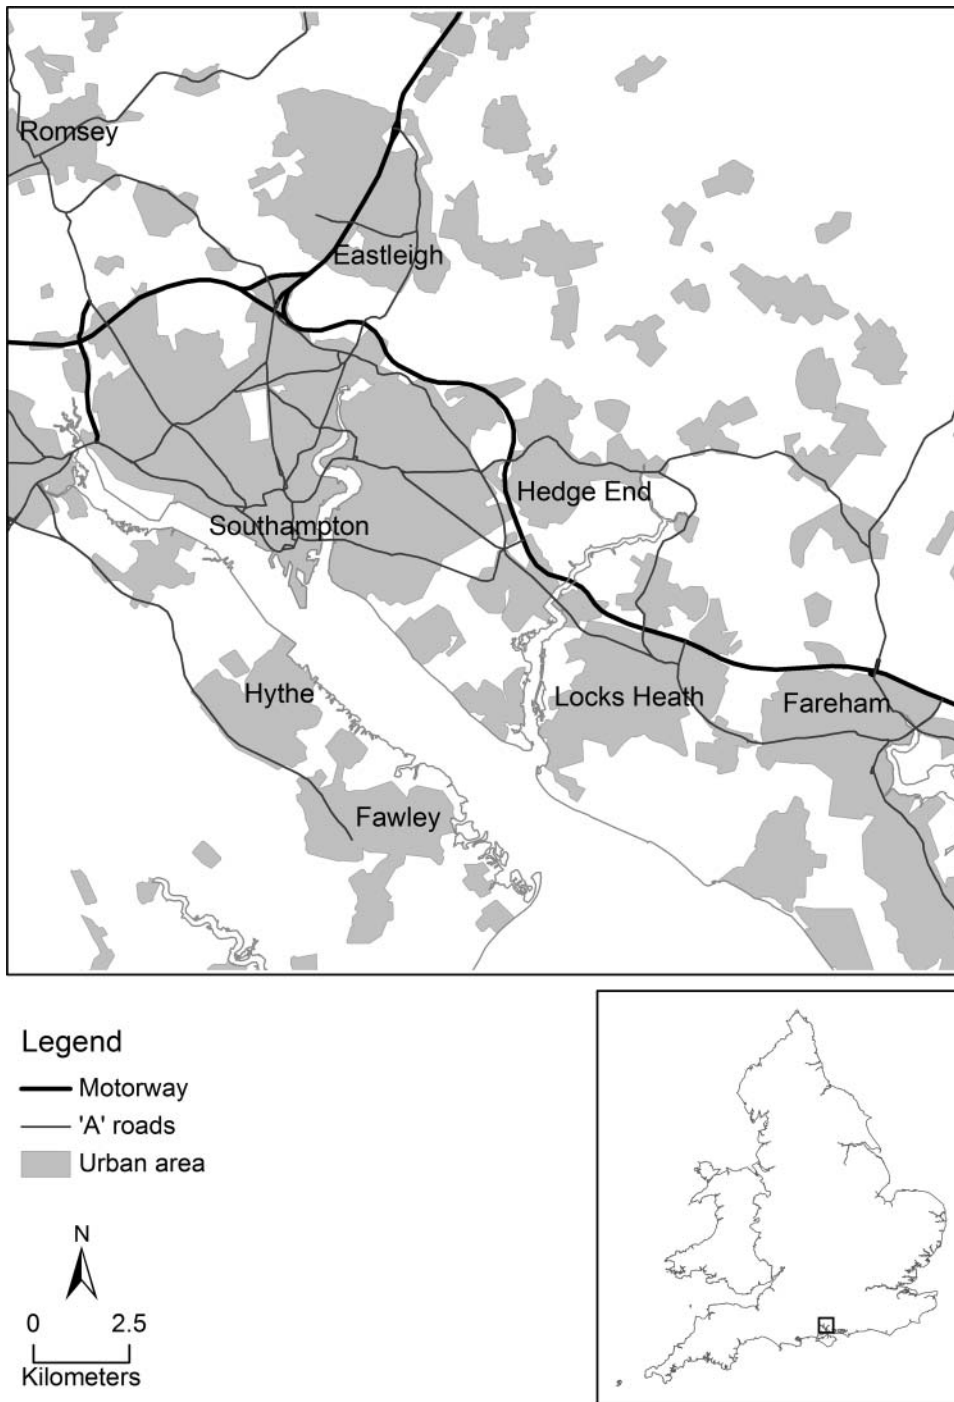 Romsey
Eastleigh
Hedge End
Southampton
Hythe
Locks Heath
Fareham
Fawley
Legend
Motorway
'A' roads
Urban area
N
0 2.5
Kilometers